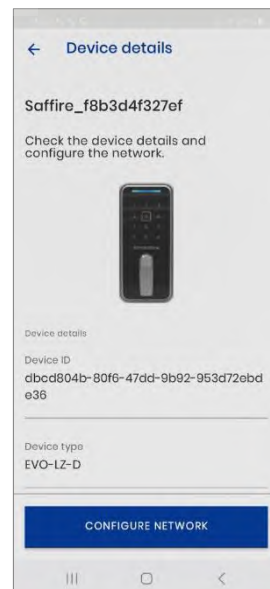 ← Device details
Saffire_f8b3d4f327ef
Check the device details and
configure the network.
Device details
Device ID
dbcd804b-80f6-47dd-9b92-953d72ebd
e36
Device type
EVO-LZ-D
CONFIGURE NETWORK